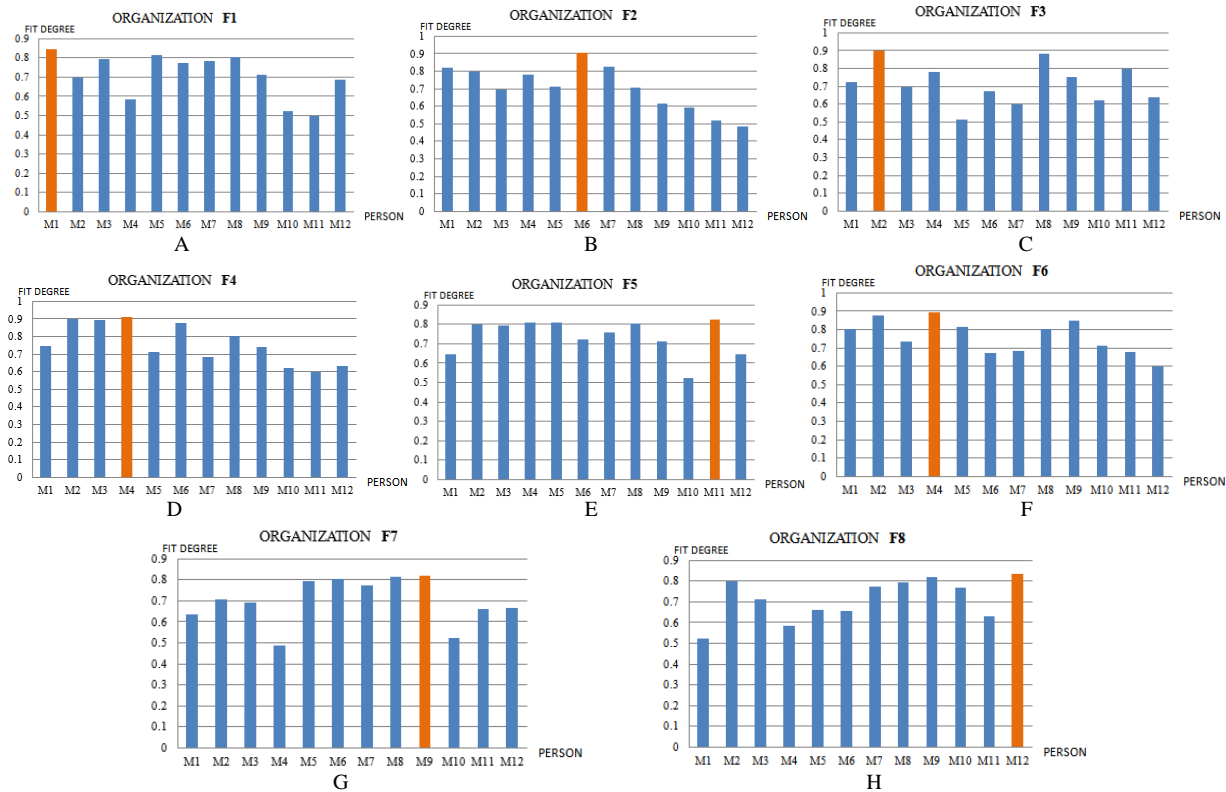 ORGANIZATION F1
FIT DEGREE
0.9
0.8
0.7
0.6
0.5
0.4
0.3
0.2
0.1
0
M1 M2 M3 M4 M5 M6 M7 M8 M9 M10 M11 M12
PERSON
A
ORGANIZATION F2
FIT DEGREE
1
0.9
0.8
0.7
0.6
0.5
0.4
0.3
0.2
0.1
0
M1 M2 M3 M4 M5 M6 M7 M8 M9 M10 M11 M12
PERSON
B
ORGANIZATION F3
FIT DEGREE
1
0.9
0.8
0.7
0.6
0.5
0.4
0.3
0.2
0.1
0
M1 M2 M3 M4 M5 M6 M7 M8 M9 M10 M11 M12
PERSON
C
ORGANIZATION F4
FIT DEGREE
1
0.9
0.8
0.7
0.6
0.5
0.4
0.3
0.2
0.1
0
M1 M2 M3 M4 M5 M6 M7 M8 M9 M10 M11 M12
PERSON
D
ORGANIZATION F5
FIT DEGREE
0.9
0.8
0.7
0.6
0.5
0.4
0.3
0.2
0.1
0
M1 M2 M3 M4 M5 M6 M7 M8 M9 M10 M11 M12
PERSON
E
ORGANIZATION F6
FIT DEGREE
1
0.9
0.8
0.7
0.6
0.5
0.4
0.3
0.2
0.1
0
M1 M2 M3 M4 M5 M6 M7 M8 M9 M10 M11 M12
PERSON
F
ORGANIZATION F7
FIT DEGREE
0.9
0.8
0.7
0.6
0.5
0.4
0.3
0.2
0.1
0
M1 M2 M3 M4 M5 M6 M7 M8 M9 M10 M11 M12
PERSON
G
ORGANIZATION F8
FIT DEGREE
0.9
0.8
0.7
0.6
0.5
0.4
0.3
0.2
0.1
0
M1 M2 M3 M4 M5 M6 M7 M8 M9 M10 M11 M12
PERSON
H